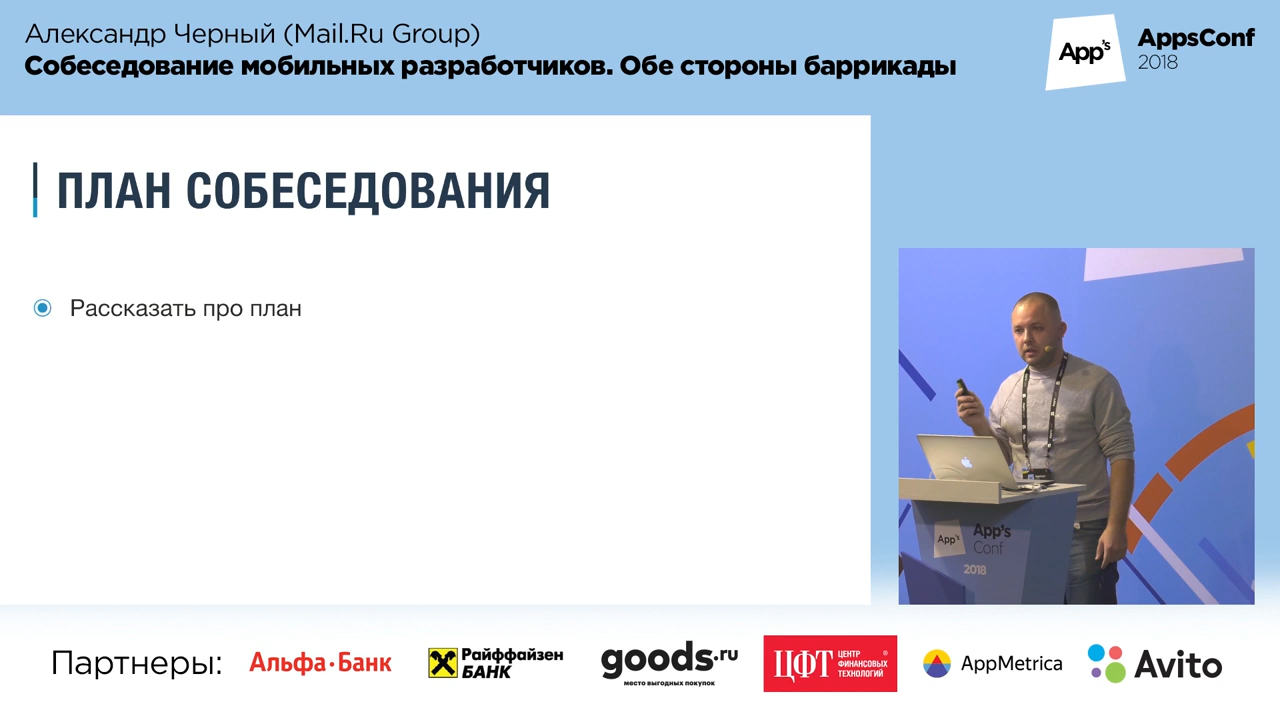 Александр Черный (Mail.Ru Group)
Собеседование мобильных разработчиков. Обе стороны баррикады
App's
AppsConf
2018
ПЛАН СОБЕСЕДОВАНИЯ
Рассказать про план
App's
App's
Conf
2018
Партнеры:
Альфа·Банк
Райффайзен
БАНК
goods.ru
место выгодных покупок
ЦФТ
ЦЕНТР
ФИНАНСОВЫХ
ТЕХНОЛОГИЙ
®
AppMetrica
Avito